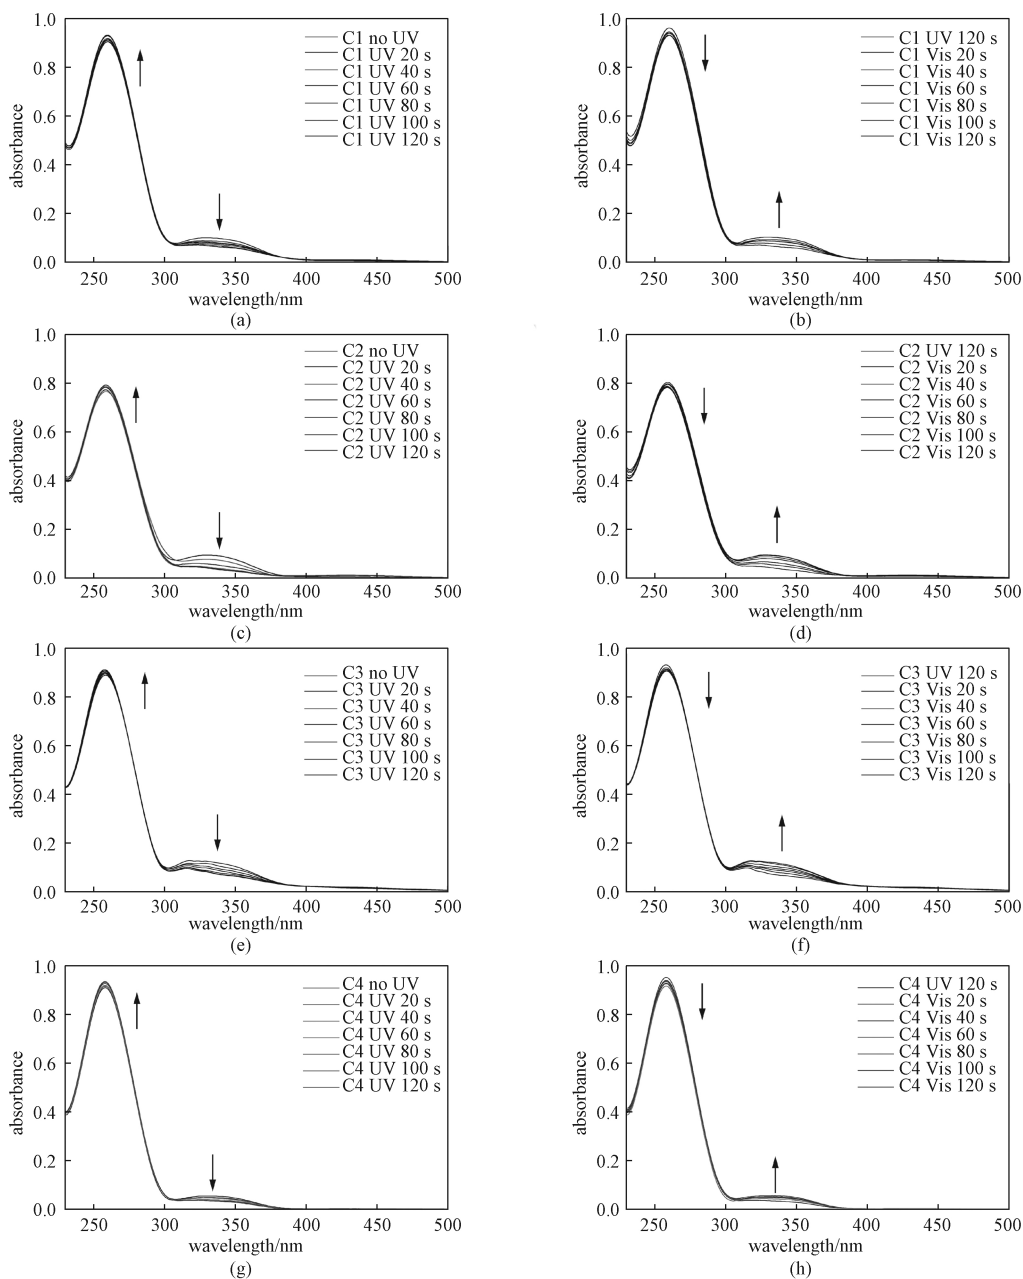 1.0
0.8
0.6
0.4
0.2
0.0
absorbance
C1 no UV
C1 UV 20 s
C1 UV 40 s
C1 UV 60 s
C1 UV 80 s
C1 UV 100 s
C1 UV 120 s
250 300 350 400 450 500
wavelength/nm
(a)
1.0
0.8
0.6
0.4
0.2
0.0
absorbance
C1 UV 120 s
C1 Vis 20 s
C1 Vis 40 s
C1 Vis 60 s
C1 Vis 80 s
C1 Vis 100 s
C1 Vis 120 s
250 300 350 400 450 500
wavelength/nm
(b)
1.0
0.8
0.6
0.4
0.2
0.0
absorbance
C2 no UV
C2 UV 20 s
C2 UV 40 s
C2 UV 60 s
C2 UV 80 s
C2 UV 100 s
C2 UV 120 s
250 300 350 400 450 500
wavelength/nm
(c)
1.0
0.8
0.6
0.4
0.2
0.0
absorbance
C2 UV 120 s
C2 Vis 20 s
C2 Vis 40 s
C2 Vis 60 s
C2 Vis 80 s
C2 Vis 100 s
C2 Vis 120 s
250 300 350 400 450 500
wavelength/nm
(d)
1.0
0.8
0.6
0.4
0.2
0.0
absorbance
C3 no UV
C3 UV 20 s
C3 UV 40 s
C3 UV 60 s
C3 UV 80 s
C3 UV 100 s
C3 UV 120 s
250 300 350 400 450 500
wavelength/nm
(e)
1.0
0.8
0.6
0.4
0.2
0.0
absorbance
C3 UV 120 s
C3 Vis 20 s
C3 Vis 40 s
C3 Vis 60 s
C3 Vis 80 s
C3 Vis 100 s
C3 Vis 120 s
250 300 350 400 450 500
wavelength/nm
(f)
1.0
0.8
0.6
0.4
0.2
0.0
absorbance
C4 no UV
C4 UV 20 s
C4 UV 40 s
C4 UV 60 s
C4 UV 80 s
C4 UV 100 s
C4 UV 120 s
250 300 350 400 450 500
wavelength/nm
(g)
1.0
0.8
0.6
0.4
0.2
0.0
absorbance
C4 UV 120 s
C4 Vis 20 s
C4 Vis 40 s
C4 Vis 60 s
C4 Vis 80 s
C4 Vis 100 s
C4 Vis 120 s
250 300 350 400 450 500
wavelength/nm
(h)